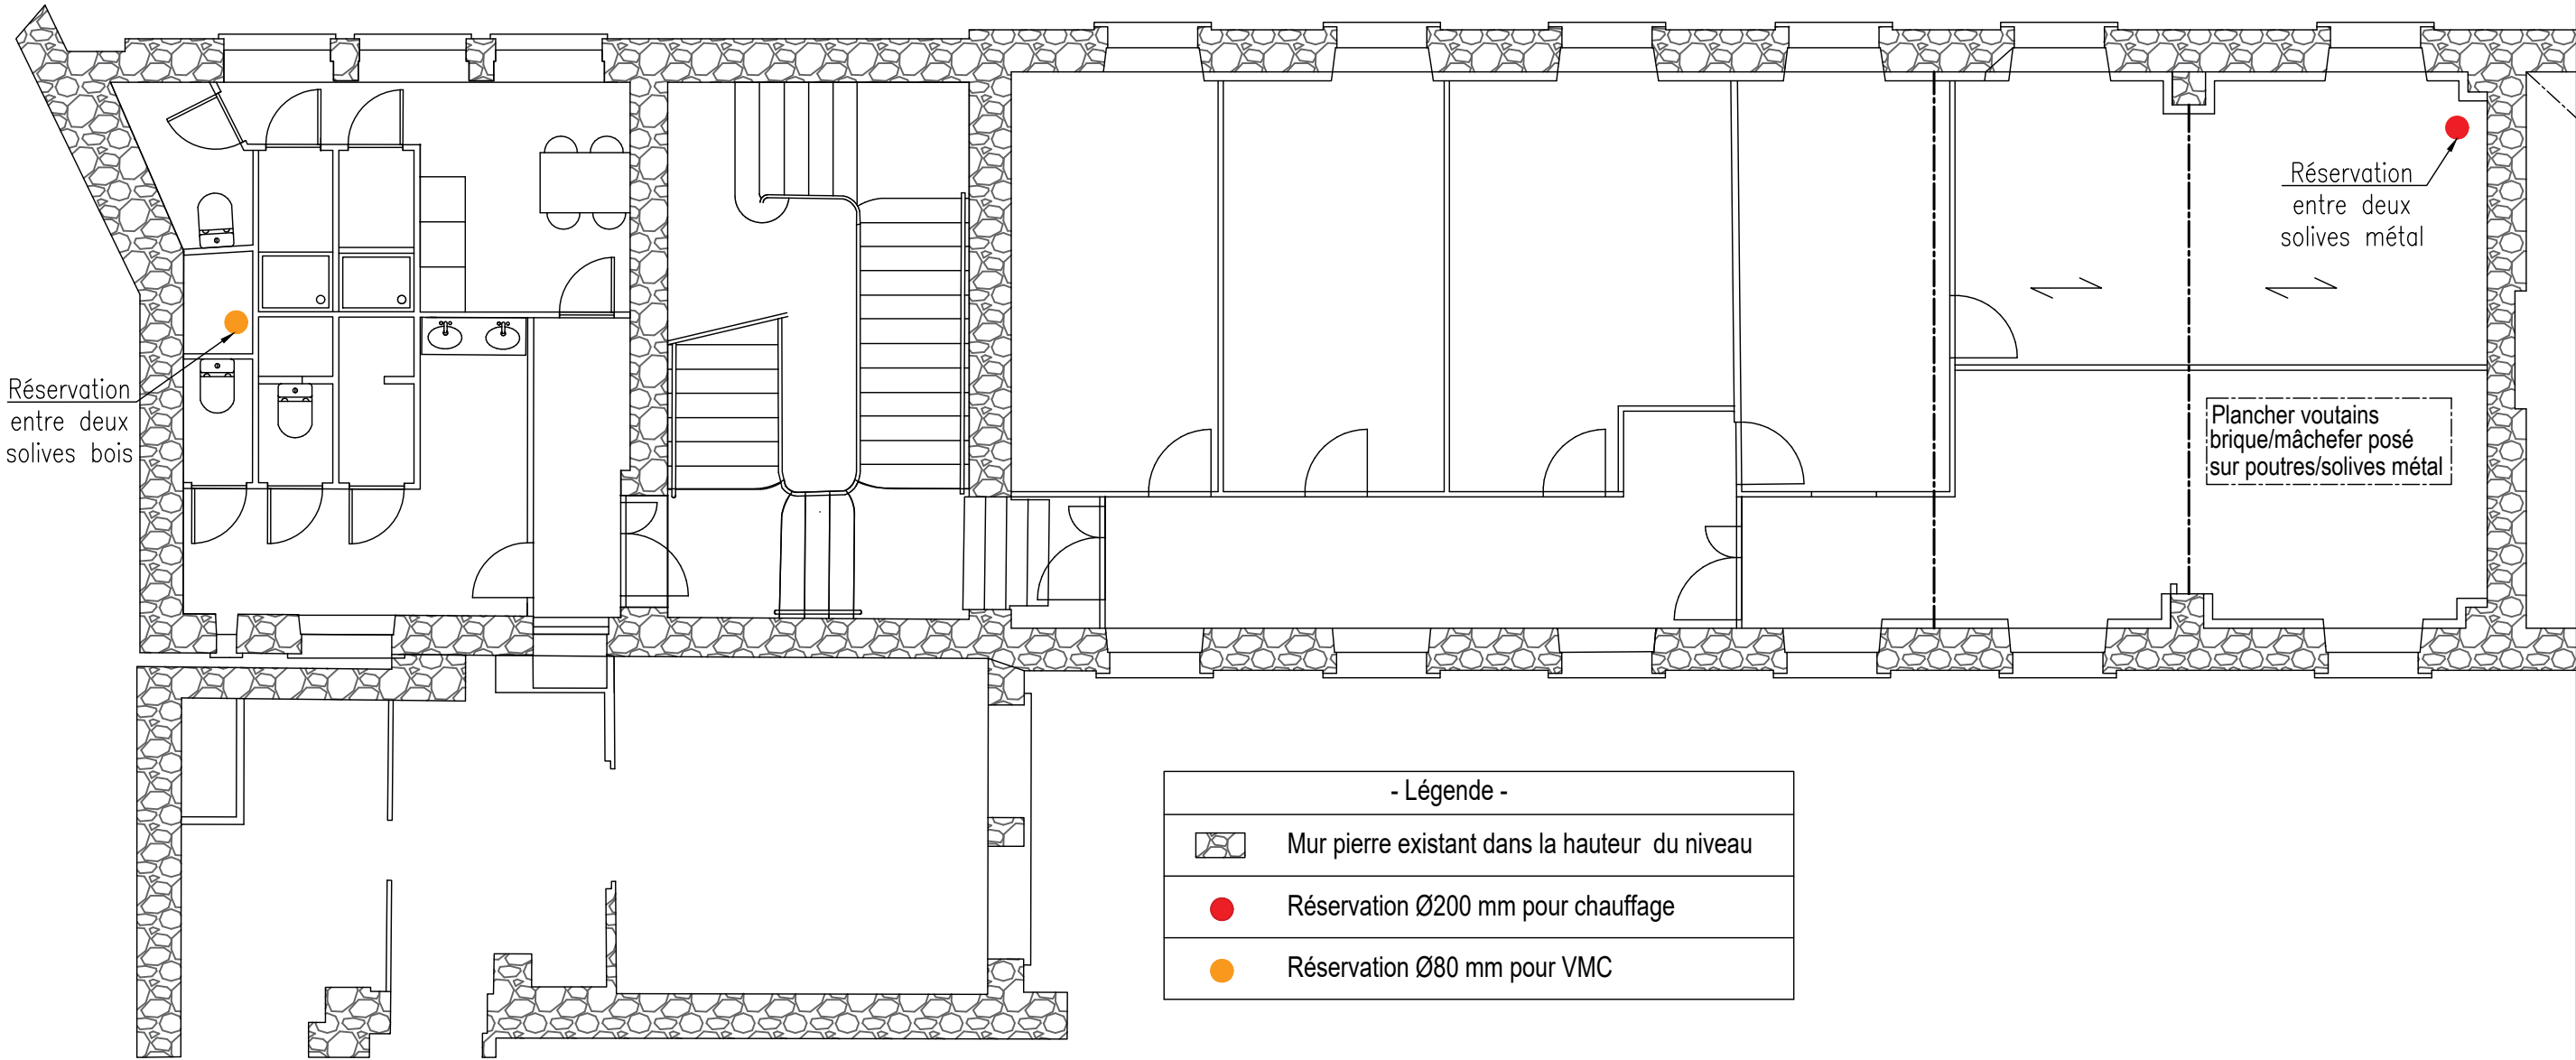 Réservation
entre deux
solives métal
Réservation
entre deux
solives bois
Plancher voutains
brique/mâchefer posé
sur poutres/solives métal
- Légende -
Mur pierre existant dans la hauteur du niveau
Réservation Ø200 mm pour chauffage
Réservation Ø80 mm pour VMC